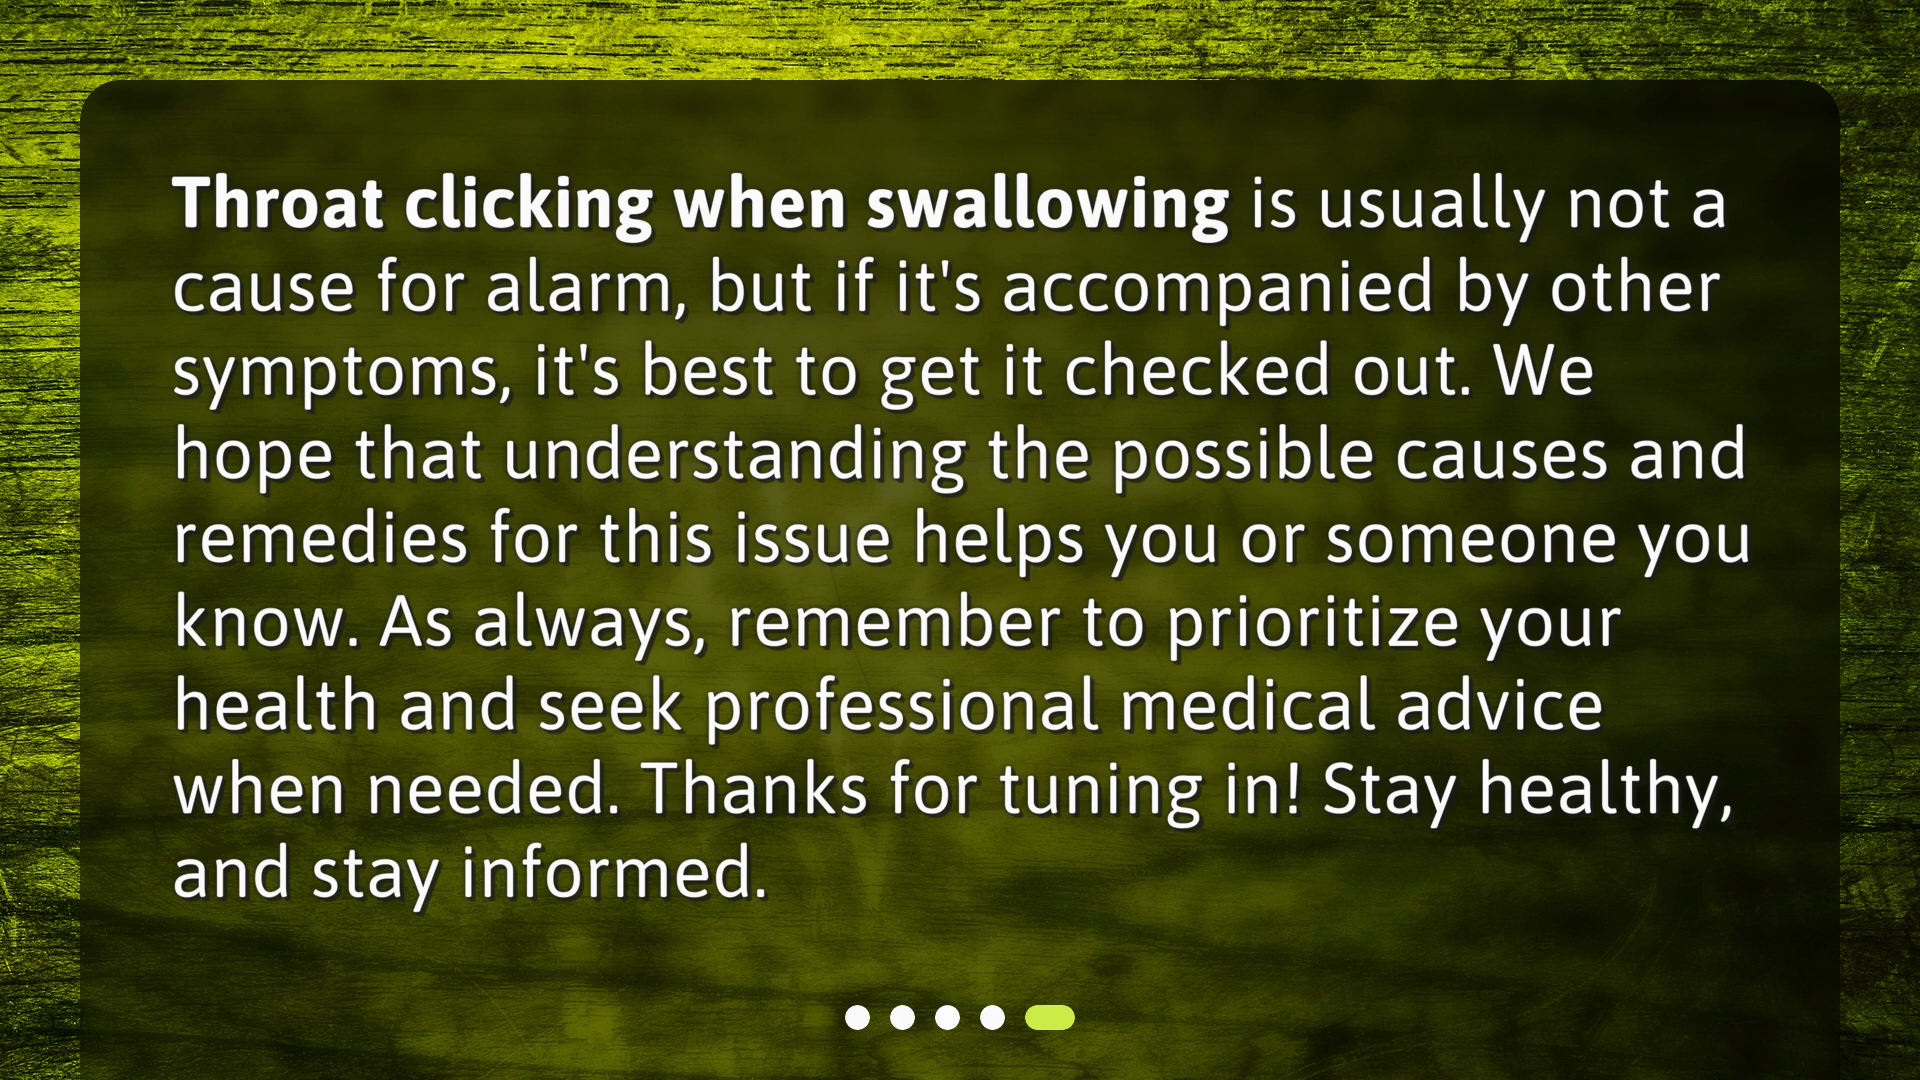 Throat clicking when swallowing is usually not a
cause for alarm, but if it's accompanied by other
symptoms, it's best to get it checked out. We
hope that understanding the possible causes and
remedies for this issue helps you or someone you
know. As always, remember to prioritize your
health and seek professional medical advice
when needed. Thanks for tuning in! Stay healthy,
and stay informed.